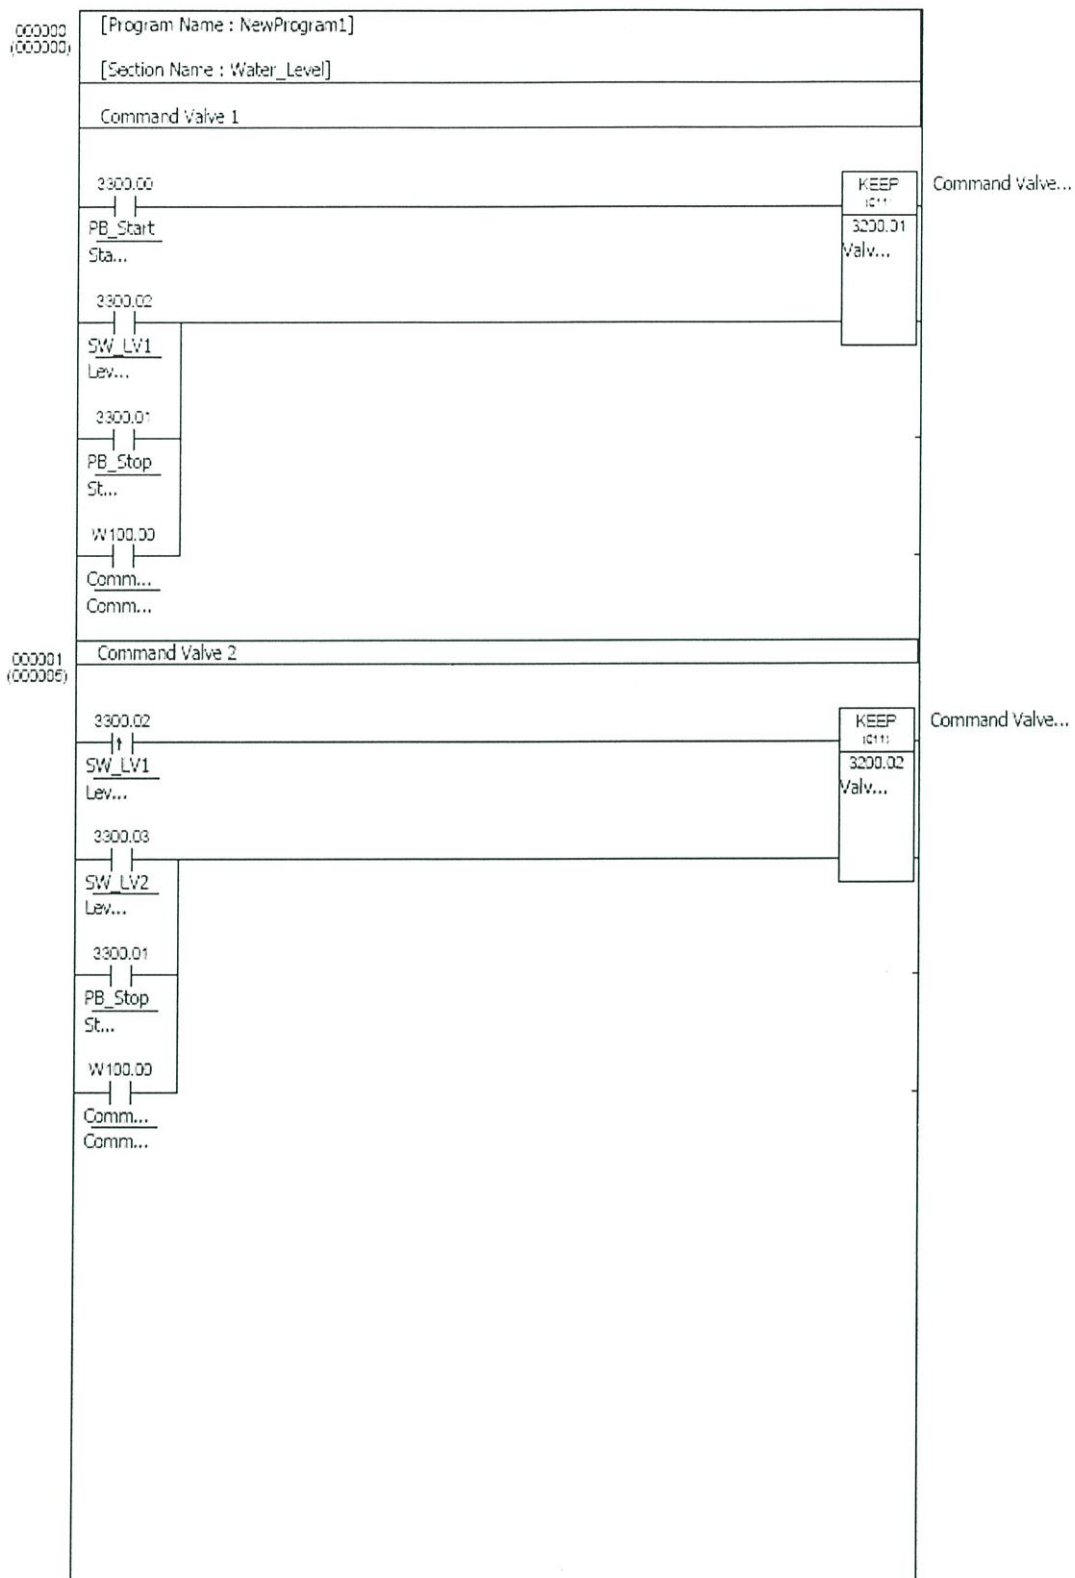 000000
(000000)
[Program Name : NewProgram1]
[Section Name : Water_Level]
Command Valve 1
3300.00
PB_Start
Sta...
KEEP
(011)
3200.01
Valv...
Command Valve...
3300.02
SW_LV1
Lev...
3300.01
PB_Stop
St...
W100.00
Comm...
Comm...
000001
(000005)
Command Valve 2
3300.02
SW_LV1
Lev...
KEEP
(011)
3200.02
Valv...
Command Valve...
3300.03
SW_LV2
Lev...
3300.01
PB_Stop
St...
W100.00
Comm...
Comm...